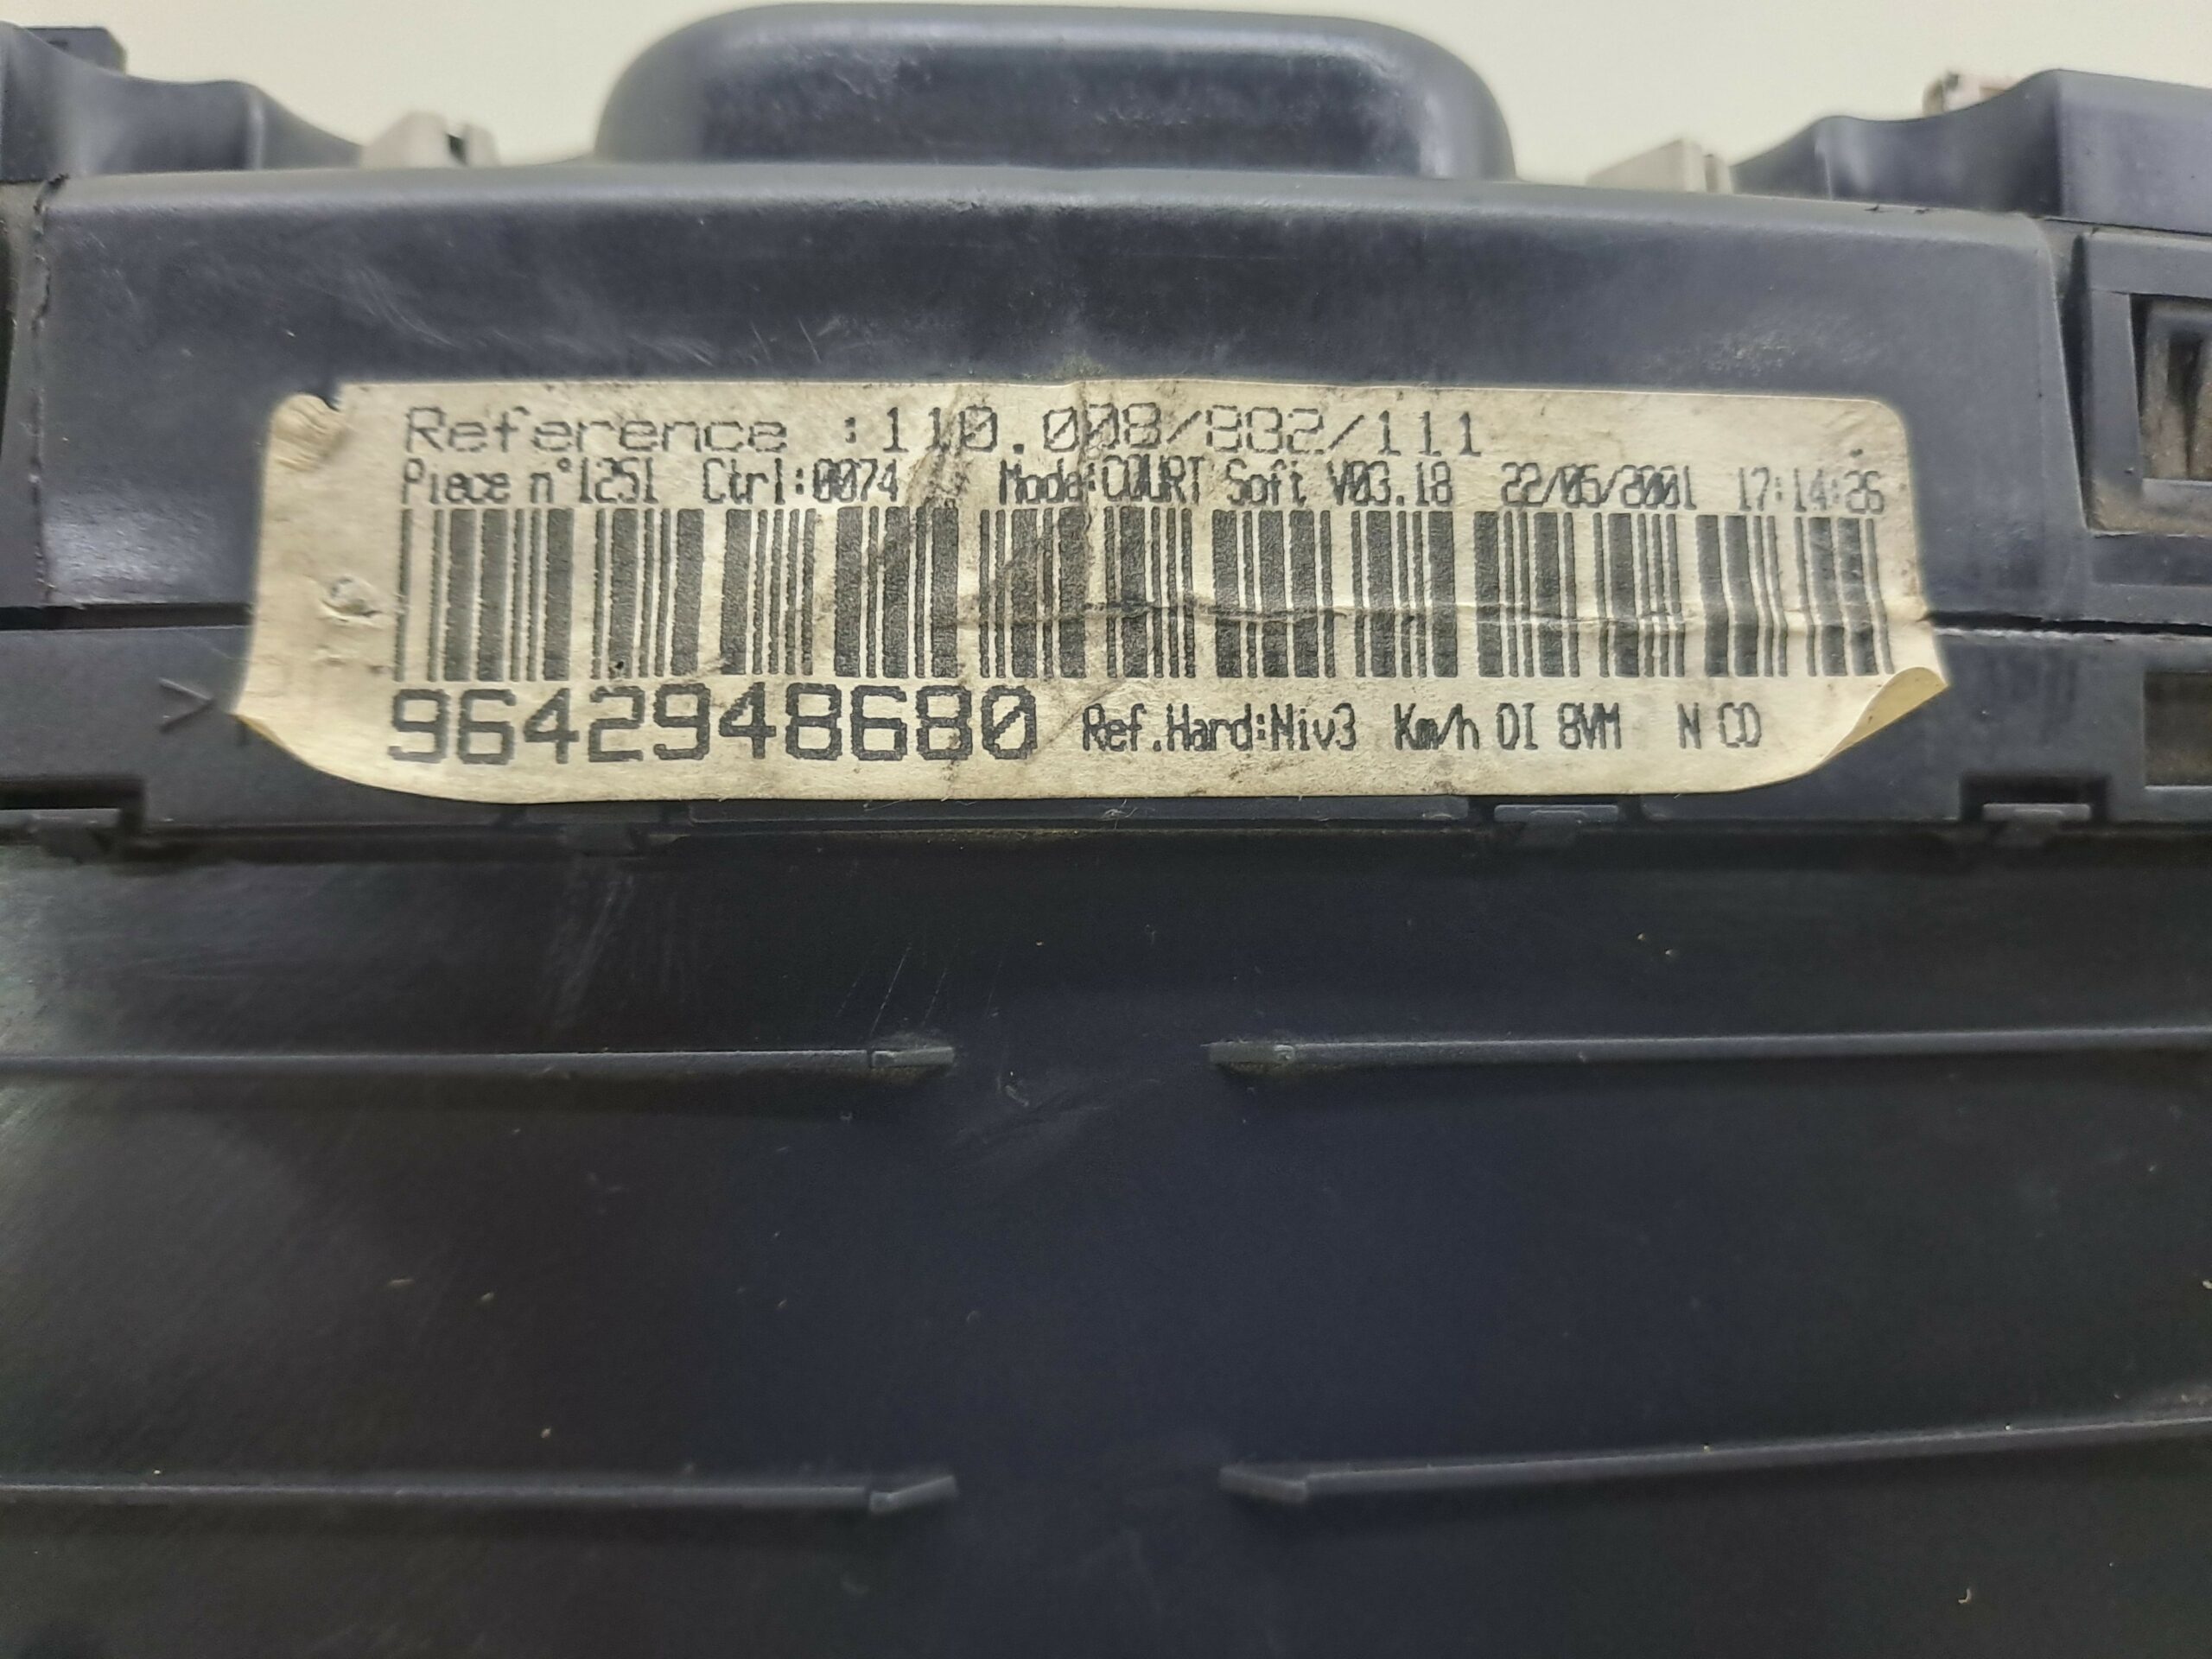 Reference :110.008/882/111
Piece n°1251 Ctrl:0074 Mode:COURT Soft V03.18 22/05/2001 17:14:26
9642948680 Ref.Hard:Niv3 Km/h DI 8VM N CD